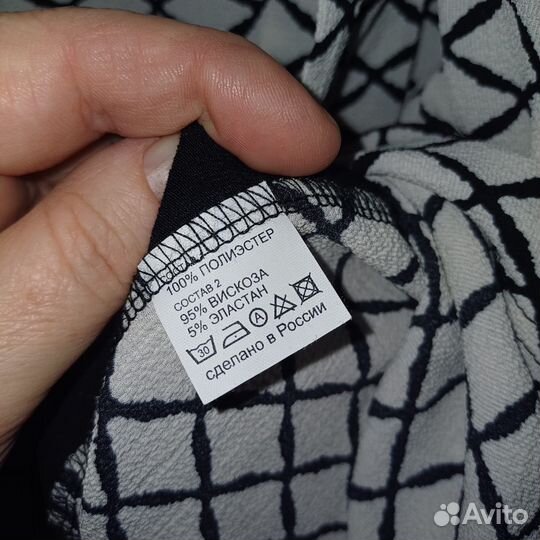 100% ПОЛИЭСТЕР
СОСТАВ 2
95% ВИСКОЗА
5% ЭЛАСТАН
30 A
сделано в России
Avito